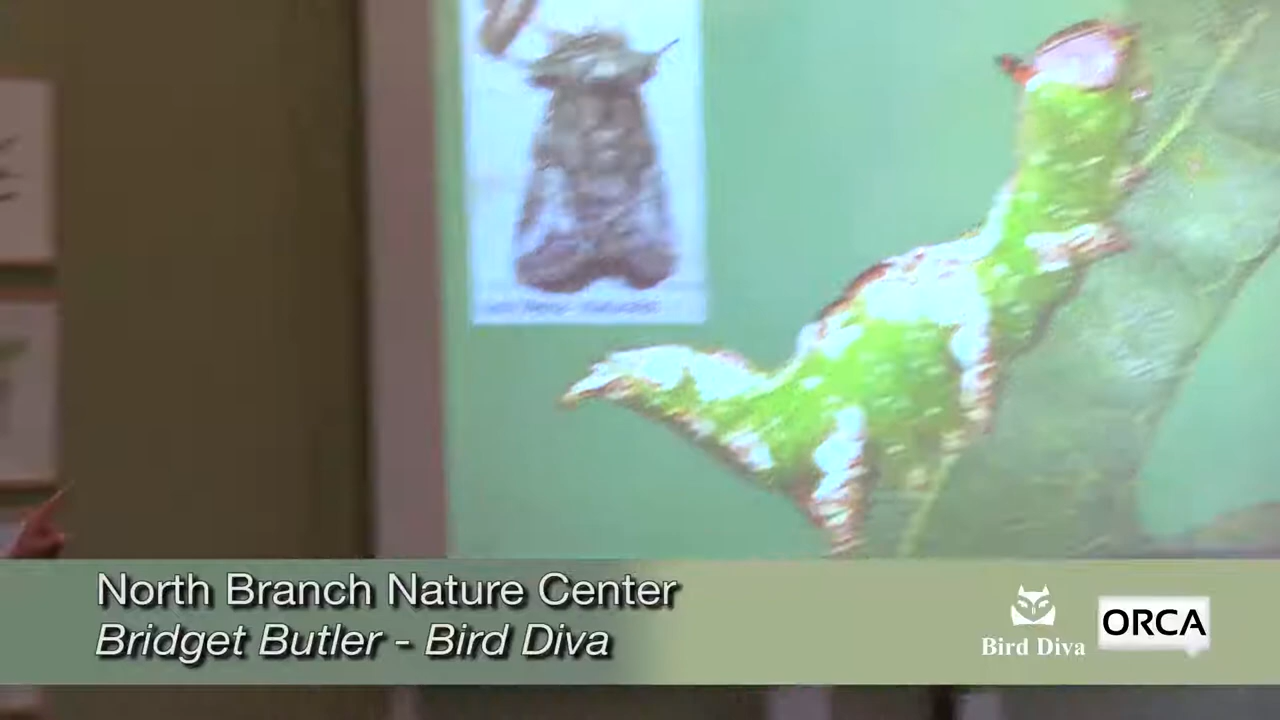 North Branch Nature Center
Bridget Butler - Bird Diva
Bird Diva
ORCA